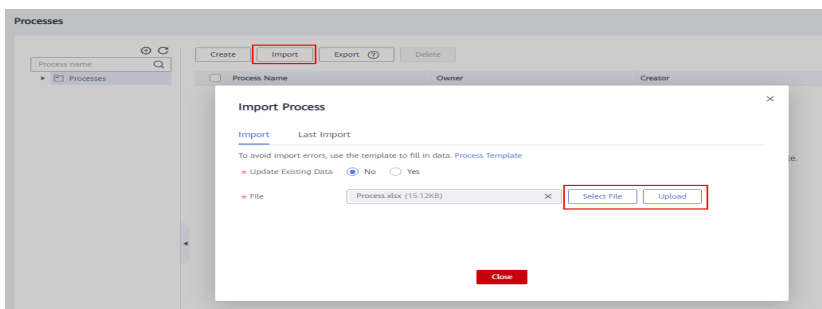 Processes
Process name
Processes
Create Import Export ? Delete
Process Name Owner Creator
Import Process
Import Last Import
To avoid import errors, use the template to fill in data. Process Template
* Update Existing Data No Yes
* File Process.xlsx (15.12KB) Select File Upload
Close